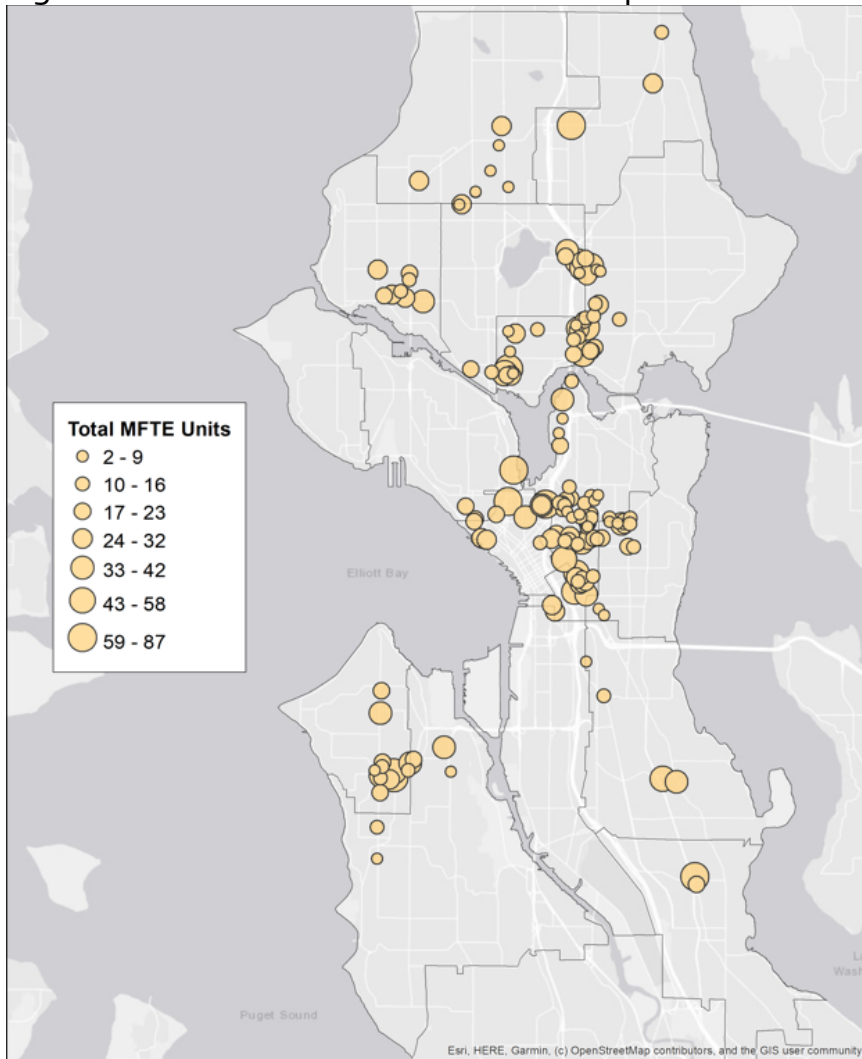 Total MFTE Units
2 - 9
10 - 16
17 - 23
24 - 32
33 - 42
43 - 58
59 - 87
Elliott Bay
Puget Sound
Esri, HERE, Garmin, (c) OpenStreetMap contributors, and the GIS user community